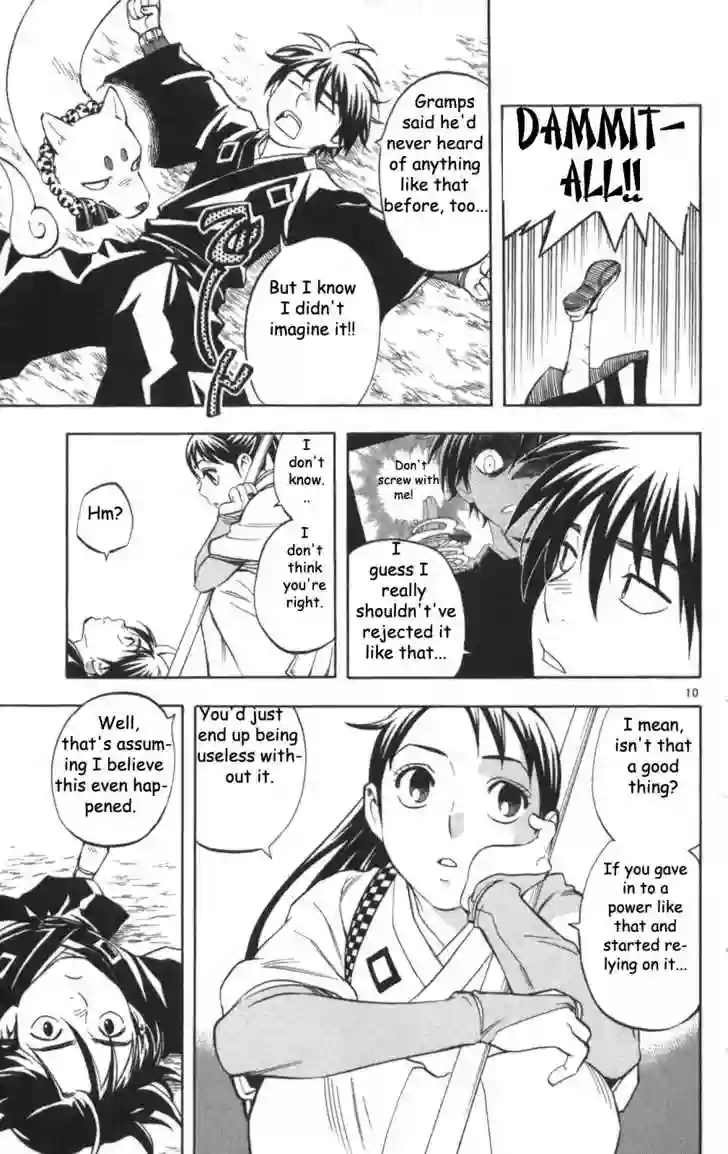 DAMMIT-
ALL!!
Gramps
said he'd
never heard
of anything
like that
before, too...
But I know
I didn't
imagine it!!
Don't
screw with
me!
I
guess I
really
shouldn't've
rejected it
like that...
I
don't
know.
..
I
don't
think
you're
right.
Hm?
10
I mean,
isn't that
a good
thing?
If you gave
in to a
power like
that and
started re-
lying on it...
You'd just
end up being
useless with-
out it.
Well,
that's assum-
ing I believe
this even hap-
pened.